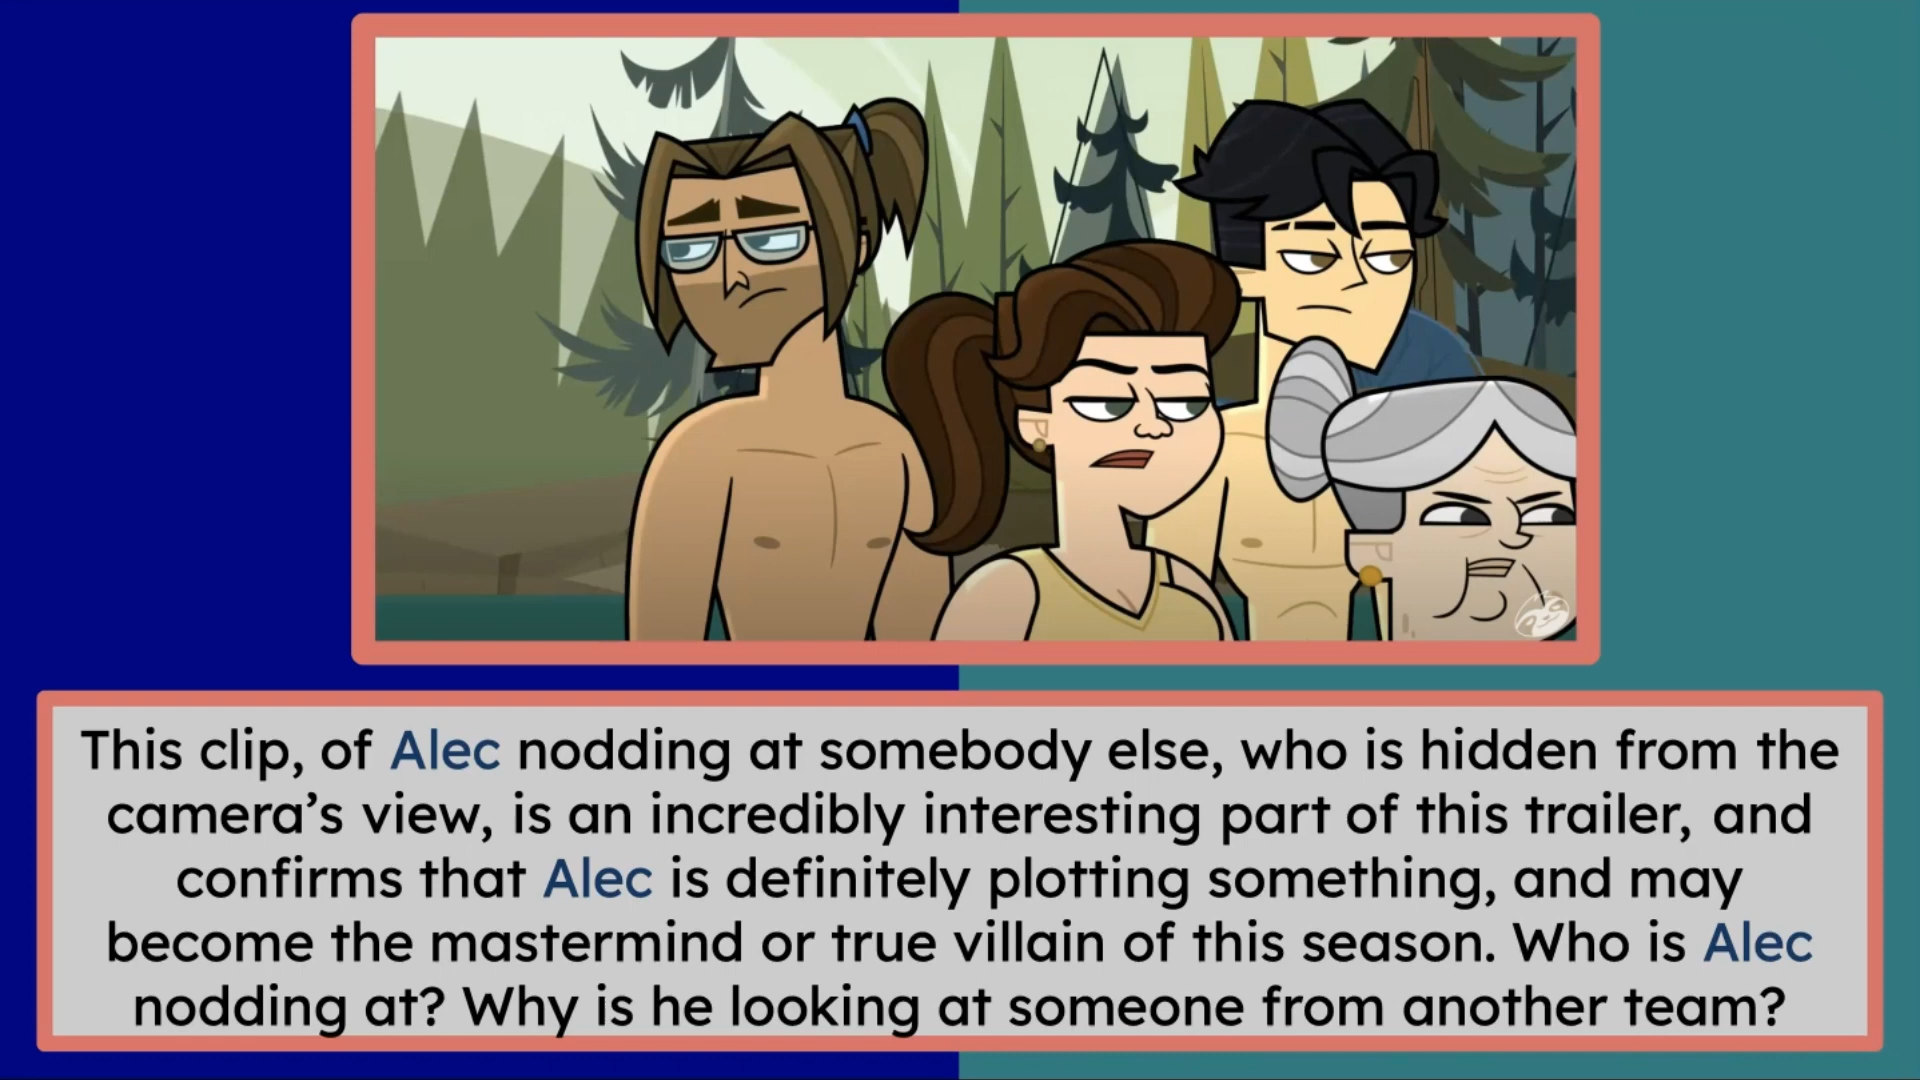 This clip, of Alec nodding at somebody else, who is hidden from the
camera’s view, is an incredibly interesting part of this trailer, and
confirms that Alec is definitely plotting something, and may
become the mastermind or true villain of this season. Who is Alec
nodding at? Why is he looking at someone from another team?